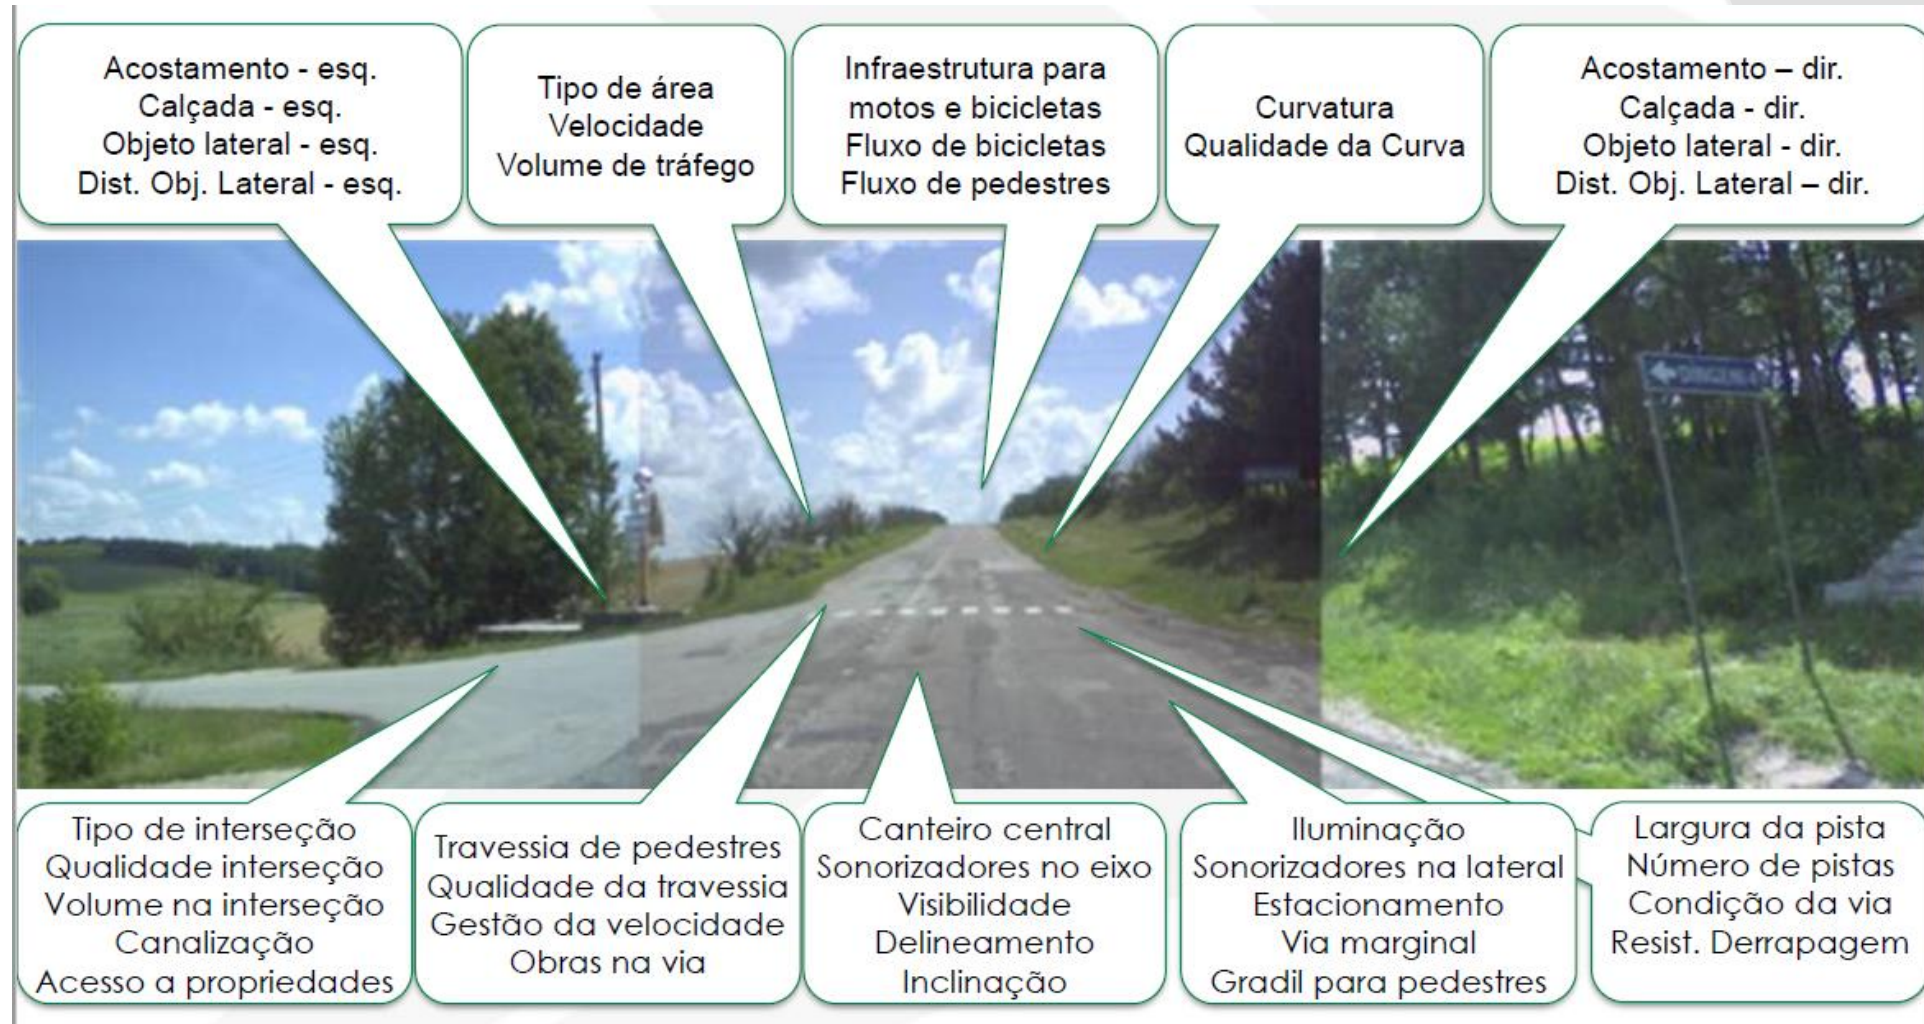 Acostamento - esq.
Calçada - esq.
Objeto lateral - esq.
Dist. Obj. Lateral - esq.
Tipo de área
Velocidade
Volume de tráfego
Infraestrutura para
motos e bicicletas
Fluxo de bicicletas
Fluxo de pedestres
Curvatura
Qualidade da Curva
Acostamento – dir.
Calçada - dir.
Objeto lateral - dir.
Dist. Obj. Lateral – dir.
Tipo de interseção
Qualidade interseção
Volume na interseção
Canalização
Acesso a propriedades
Travessia de pedestres
Qualidade da travessia
Gestão da velocidade
Obras na via
Canteiro central
Sonorizadores no eixo
Visibilidade
Delineamento
Inclinação
Iluminação
Sonorizadores na lateral
Estacionamento
Via marginal
Gradil para pedestres
Largura da pista
Número de pistas
Condição da via
Resist. Derrapagem